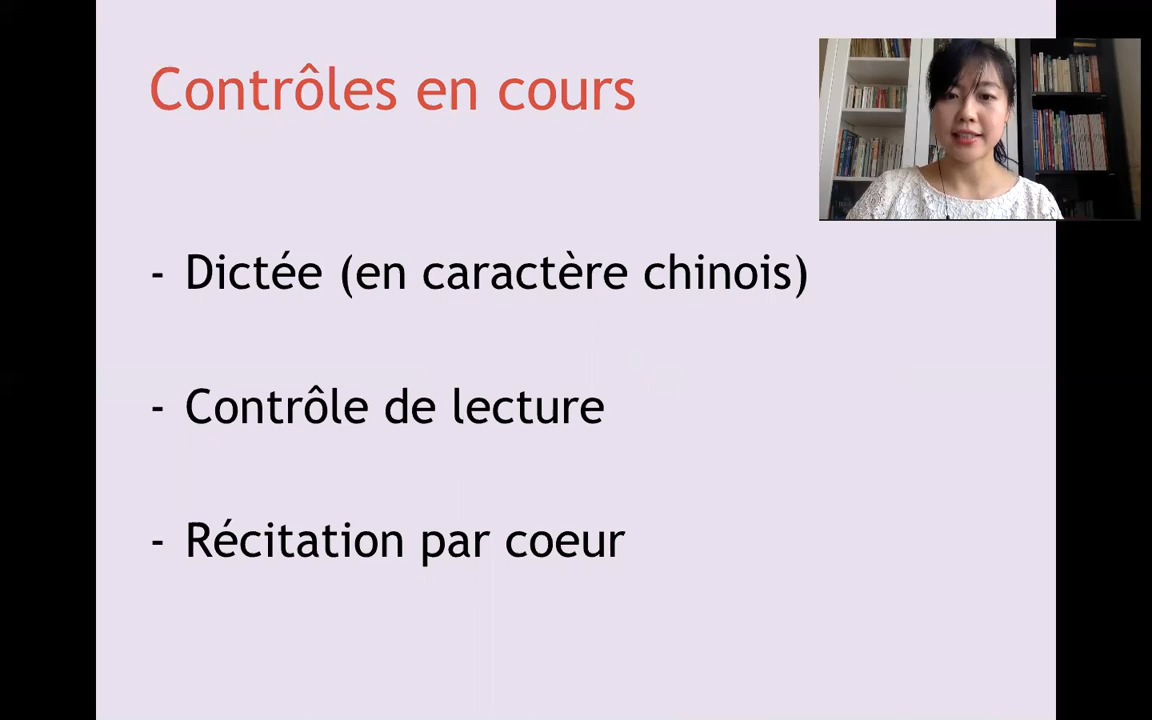 Contrôles en cours
- Dictée (en caractère chinois)
- Contrôle de lecture
- Récitation par coeur